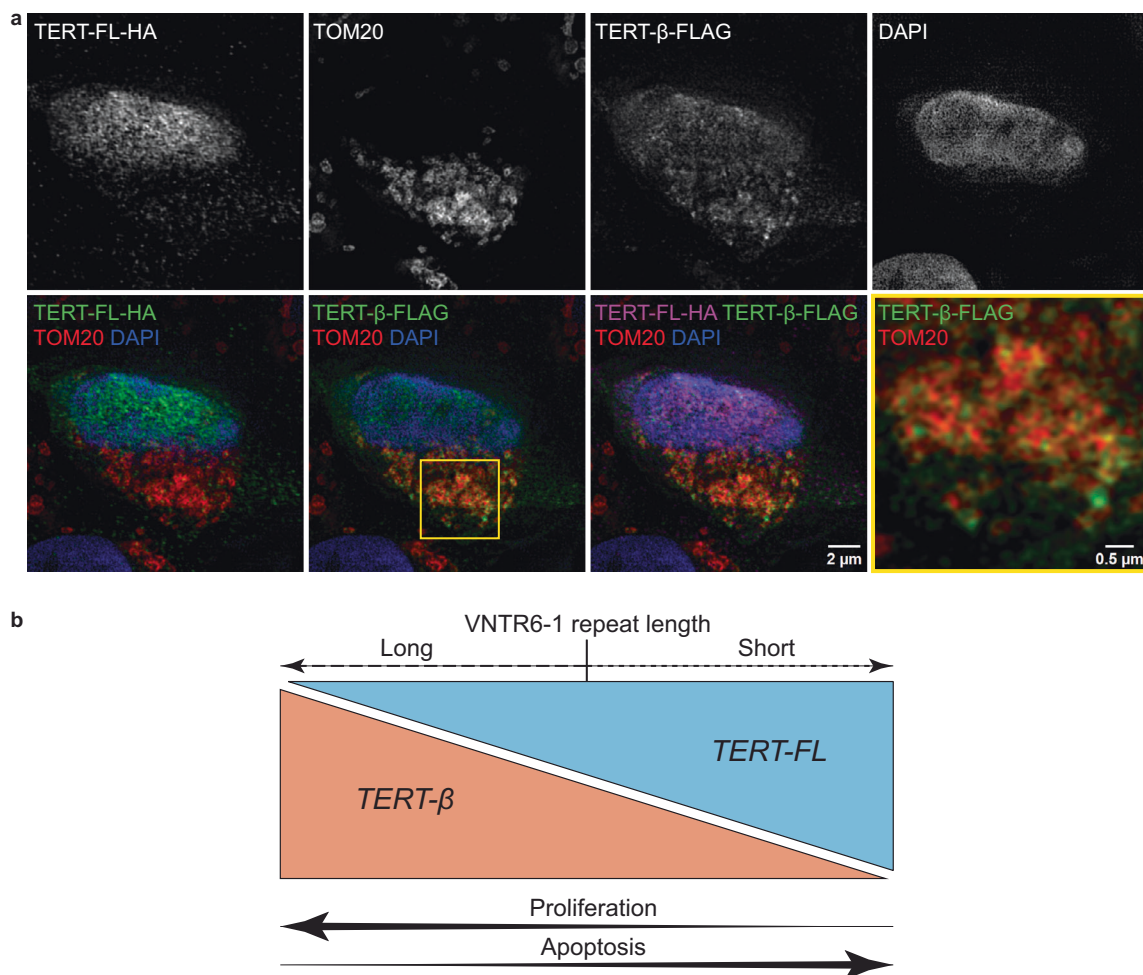 a
TERT-FL-HA
TOM20
TERT-β-FLAG
DAPI
TERT-FL-HA
TOM20 DAPI
TERT-β-FLAG
TOM20 DAPI
TERT-FL-HA TERT-β-FLAG
TOM20 DAPI
2 µm
TERT-β-FLAG
TOM20
0.5 µm
b
VNTR6-1 repeat length
Long
Short
TERT-FL
TERT-β
Proliferation
Apoptosis